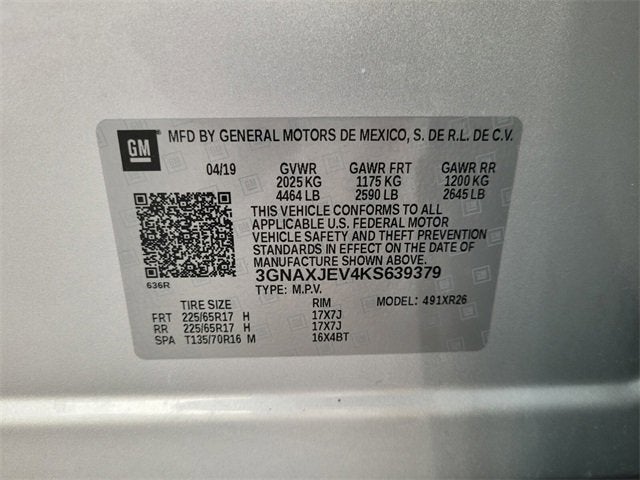 GM MFD BY GENERAL MOTORS DE MEXICO, S. DE R.L. DE C.V.
04/19 GVWR GAWR FRT GAWR RR
2025 KG 1175 KG 1200 KG
4464 LB 2590 LB 2645 LB
THIS VEHICLE CONFORMS TO ALL
APPLICABLE U.S. FEDERAL MOTOR
VEHICLE SAFETY AND THEFT PREVENTION
STANDARDS IN EFFECT ON THE DATE OF
MANUFACTURE SHOWN ABOVE.
3GNAXJEV4KS639379
636R TYPE: M.P.V.
TIRE SIZE RIM MODEL: 491XR26
FRT 225/65R17 H 17X7J
RR 225/65R17 H 17X7J
SPA T135/70R16 M 16X4BT